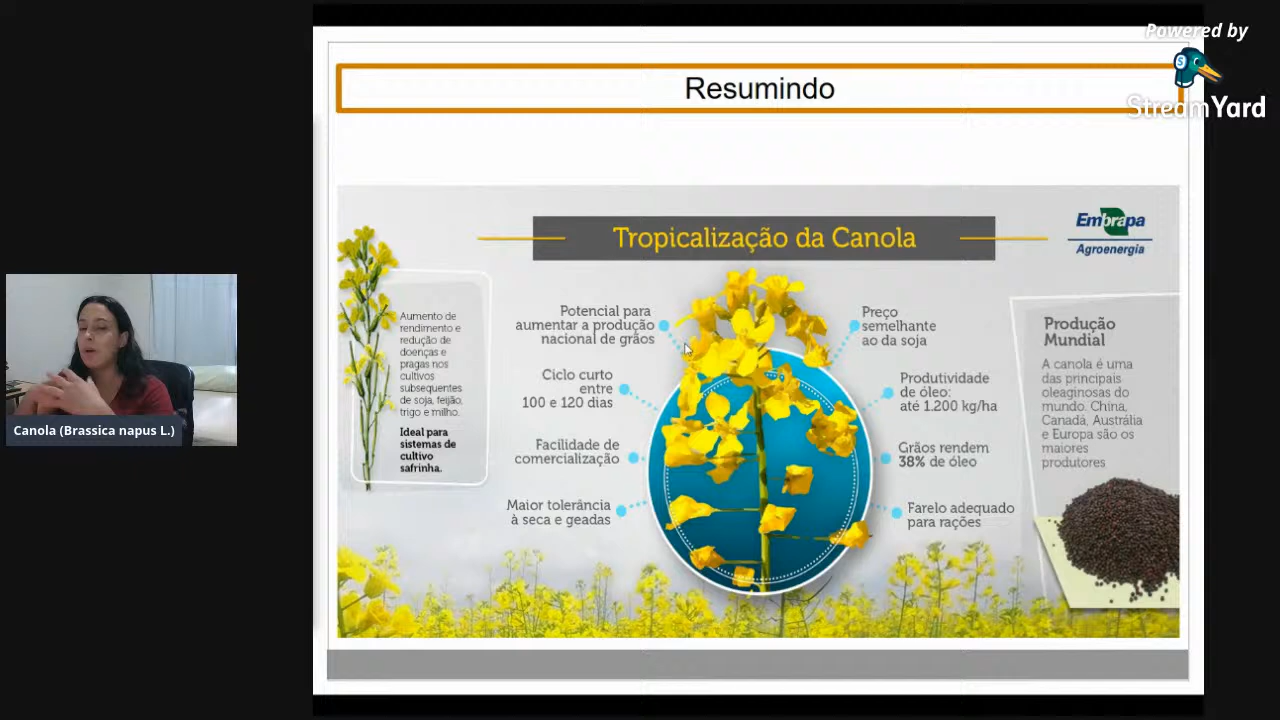 Powered by
StreamYard
Resumindo
Tropicalização da Canola
Embrapa
Agroenergia
Aumento de
rendimento e
redução de
doenças e
pragas nos
cultivos
subsequentes
de soja, feijão,
trigo e milho.
Ideal para
sistemas de
cultivo
safrinha.
Potencial para
aumentar a produção
nacional de grãos
Ciclo curto
entre
100 e 120 dias
Facilidade de
comercialização
Maior tolerância
à seca e geadas
Preço
semelhante
ao da soja
Produtividade
de óleo:
até 1.200 kg/ha
Grãos rendem
38% de óleo
Farelo adequado
para rações
Produção
Mundial
A canola é uma
das principais
oleaginosas do
mundo. China,
Canadá, Austrália
e Europa são os
maiores
produtores
Canola (Brassica napus L.)